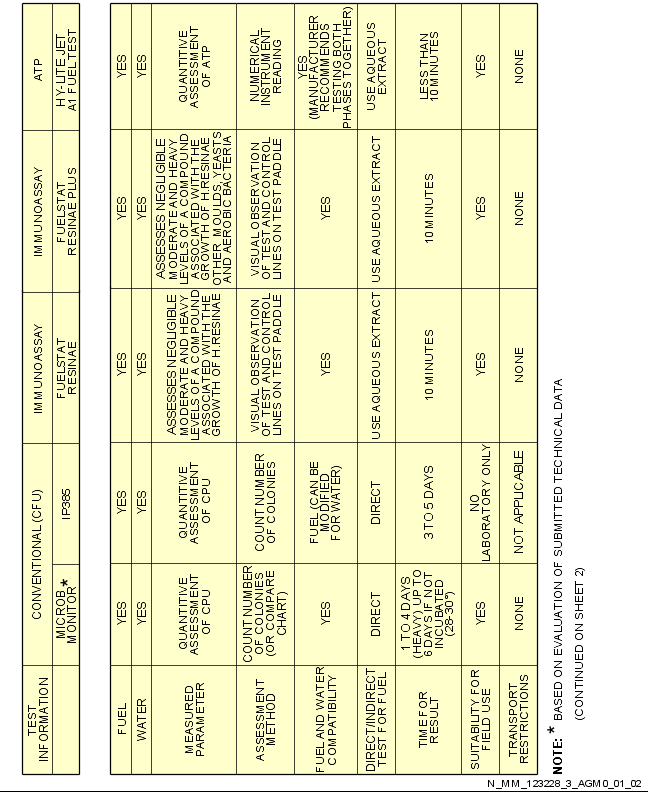 TEST
INFORMATION
CONVENTIONAL (CFU)
IMMUNOASSAY
IMMUNOASSAY
ATP
MICROB
MONITOR*
IP385
FUELSTAT
RESINAE
FUELSTAT
RESINAE PLUS
HY-LITE JET
A1 FUEL TEST
FUEL
YES
YES
YES
YES
YES
WATER
YES
YES
YES
YES
YES
MEASURED
PARAMETER
QUANTITIVE
ASSESSMENT
OF CPU
QUANTITIVE
ASSESSMENT
OF CPU
ASSESSES NEGLIGIBLE
MODERATE AND HEAVY
LEVELS OF A COMPOUND
ASSOCIATED WITH THE
GROWTH OF H.RESINAE
ASSESSES NEGLIGIBLE
MODERATE AND HEAVY
LEVELS OF A COMPOUND
ASSOCIATED WITH THE
GROWTH OF H.RESINAE
OTHER MOULDS, YEASTS
AND AEROBIC BACTERIA
QUANTITIVE
ASSESSMENT
OF ATP
ASSESSMENT
METHOD
COUNT NUMBER
OF COLONIES
(OR COMPARE
CHART)
COUNT NUMBER
OF COLONIES
VISUAL OBSERVATION
OF TEST AND CONTROL
LINES ON TEST PADDLE
VISUAL OBSERVATION
OF TEST AND CONTROL
LINES ON TEST PADDLE
NUMERICAL
INSTRUMENT
READING
FUEL AND WATER
COMPATIBILITY
YES
FUEL (CAN BE
MODIFIED
FOR WATER)
YES
YES
YES
(MANUFACTURER
RECOMMENDS
TESTING BOTH
PHASES TOGETHER)
DIRECT/INDIRECT
TEST FOR FUEL
DIRECT
DIRECT
USE AQUEOUS EXTRACT
USE AQUEOUS EXTRACT
USE AQUEOUS
EXTRACT
TIME FOR
RESULT
1 TO 4 DAYS
(HEAVY) UP TO
6 DAYS IF NOT
INCUBATED
(28-30°)
3 TO 5 DAYS
10 MINUTES
10 MINUTES
LESS THAN
10 MINUTES
SUITABILITY FOR
FIELD USE
YES
NO
LABORATORY ONLY
YES
YES
YES
TRANSPORT
RESTRICTIONS
NONE
NOT APPLICABLE
NONE
NONE
NONE
NOTE: * BASED ON EVALUATION OF SUBMITTED TECHNICAL DATA
(CONTINUED ON SHEET 2)
N_MM_123228_3_AGM0_01_02